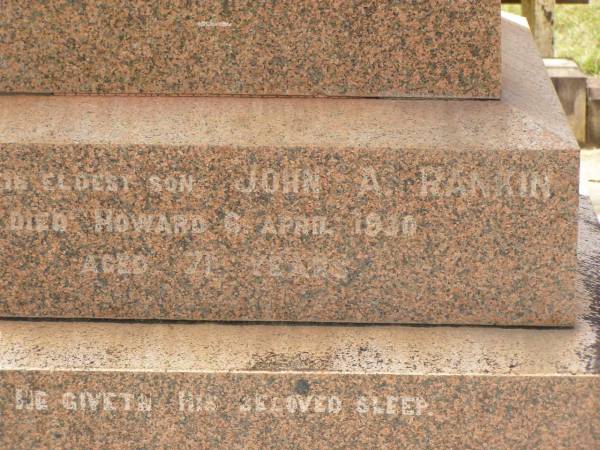 ELDEST SON JOHN A. RANKIN
DIED HOWARD 6 APRIL 1930
AGED 71 YEARS
HE GIVETH HIS BELOVED SLEEP.